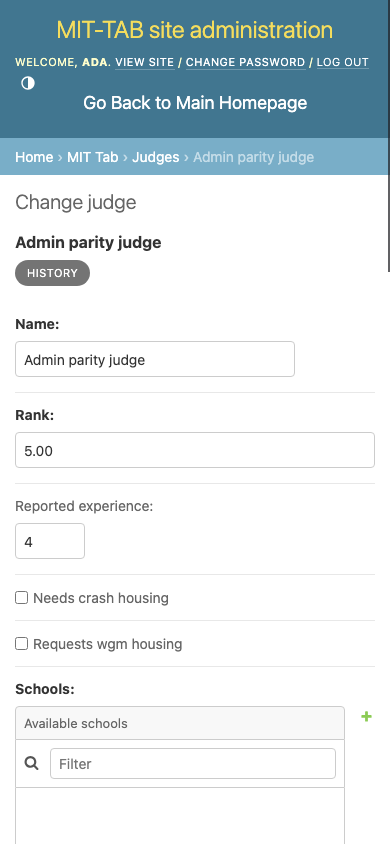 MIT-TAB site administration
WELCOME, ADA. VIEW SITE / CHANGE PASSWORD / LOG OUT
Go Back to Main Homepage
Home › MIT Tab › Judges › Admin parity judge
Change judge
Admin parity judge
HISTORY
Name:
Admin parity judge
Rank:
5.00
Reported experience:
4
Needs crash housing
Requests wgm housing
Schools:
Available schools
Filter